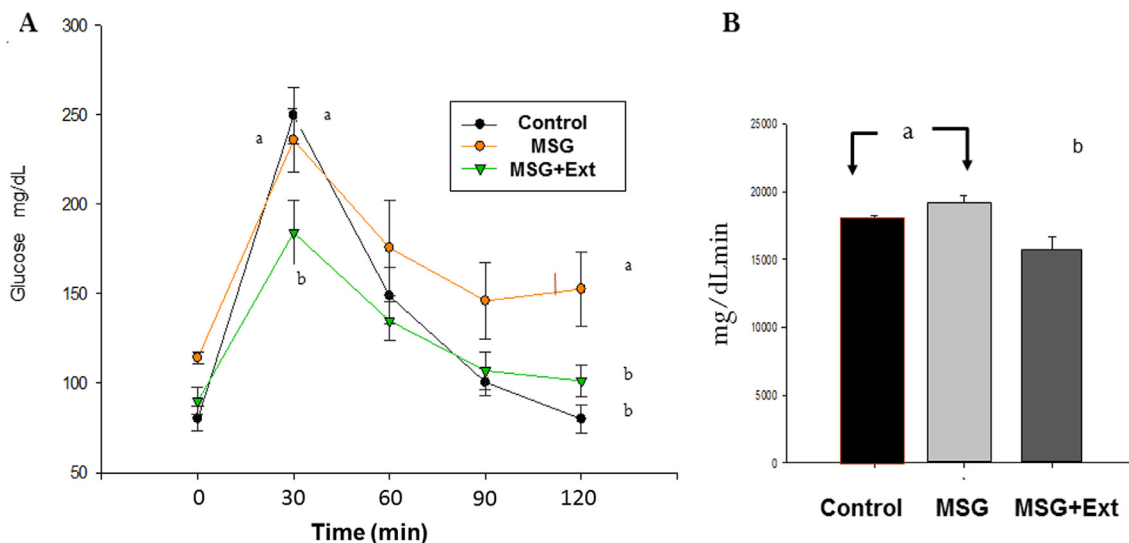 A
300
250
200
150
100
50
Glucose mg/dL
0 30 60 90 120
Time (min)
Control
MSG
MSG+Ext
a
a
b
a
b
b
B
25000
20000
15000
10000
5000
0
mg/dLmin
a
b
Control MSG MSG+Ext